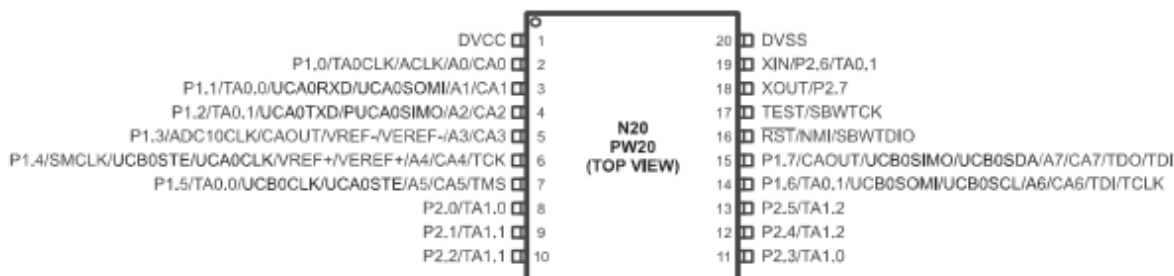 DVCC 1 20 DVSS
P1.0/TA0CLK/ACLK/A0/CA0 2 19 XIN/P2.6/TA0.1
P1.1/TA0.0/UCA0RXD/UCA0SOMI/A1/CA1 3 18 XOUT/P2.7
P1.2/TA0.1/UCA0TXD/PUCA0SIMO/A2/CA2 4 17 TEST/SBWTCK
P1.3/ADC10CLK/CAOUT/VREF-/VEREF-/A3/CA3 5 N20 16 RST/NMI/SBWTDIO
PW20
P1.4/SMCLK/UCB0STE/UCA0CLK/VREF+/VEREF+/A4/CA4/TCK 6 (TOP VIEW) 15 P1.7/CAOUT/UCB0SIMO/UCB0SDA/A7/CA7/TDO/TDI
P1.5/TA0.0/UCB0CLK/UCA0STE/A5/CA5/TMS 7 14 P1.6/TA0.1/UCB0SOMI/UCB0SCL/A6/CA6/TDI/TCLK
P2.0/TA1.0 8 13 P2.5/TA1.2
P2.1/TA1.1 9 12 P2.4/TA1.2
P2.2/TA1.1 10 11 P2.3/TA1.0